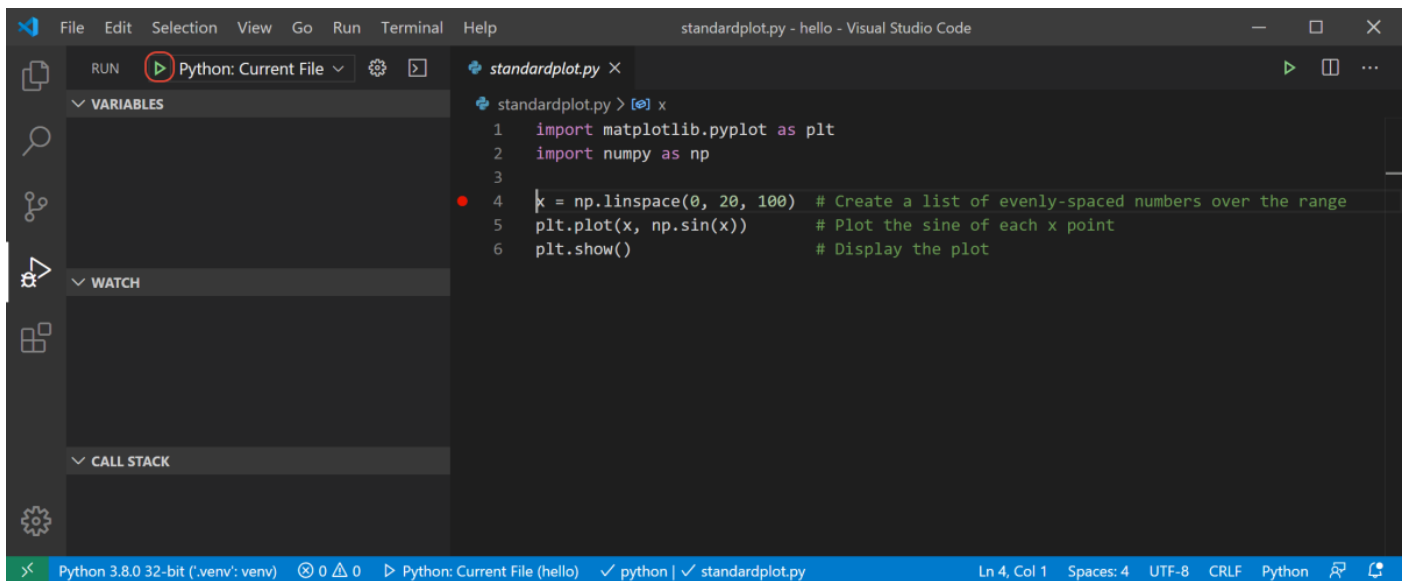 File Edit Selection View Go Run Terminal Help standardplot.py - hello - Visual Studio Code
RUN Python: Current File
VARIABLES
WATCH
CALL STACK
standardplot.py
standardplot.py > x
1 import matplotlib.pyplot as plt
2 import numpy as np
3
4 x = np.linspace(0, 20, 100) # Create a list of evenly-spaced numbers over the range
5 plt.plot(x, np.sin(x)) # Plot the sine of each x point
6 plt.show() # Display the plot
Python 3.8.0 32-bit ('.venv': venv) 0 0 Python: Current File (hello) ✓ python | ✓ standardplot.py Ln 4, Col 1 Spaces: 4 UTF-8 CRLF Python